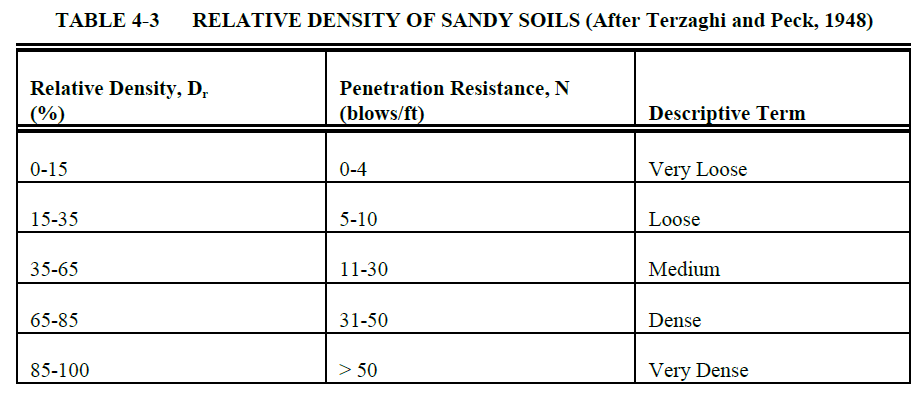 TABLE 4-3 RELATIVE DENSITY OF SANDY SOILS (After Terzaghi and Peck, 1948)
Relative Density, Dr Penetration Resistance, N
(%) (blows/ft) Descriptive Term
0-15 0-4 Very Loose
15-35 5-10 Loose
35-65 11-30 Medium
65-85 31-50 Dense
85-100 > 50 Very Dense